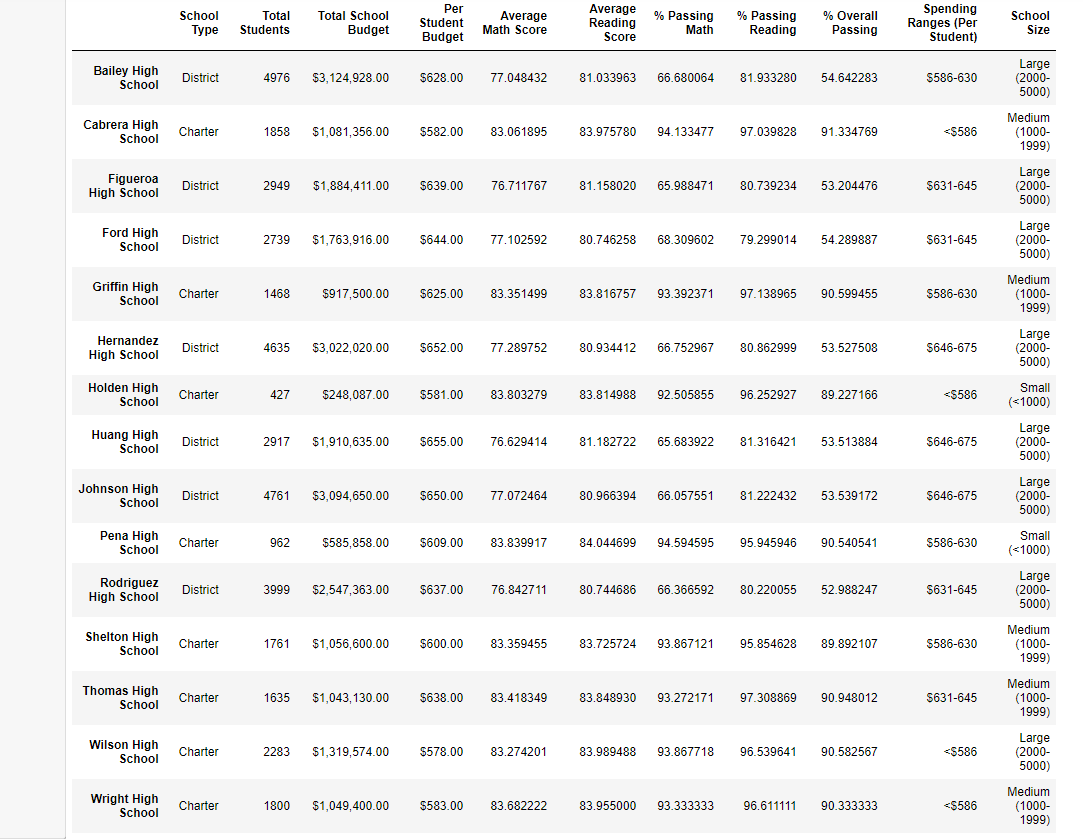 School Type Total Students Total School Budget Per Student Budget Average Math Score Average Reading Score % Passing Math % Passing Reading % Overall Passing Spending Ranges (Per Student) School Size
Bailey High School District 4976 $3,124,928.00 $628.00 77.048432 81.033963 66.680064 81.933280 54.642283 $586-630 Large (2000-5000)
Cabrera High School Charter 1858 $1,081,356.00 $582.00 83.061895 83.975780 94.133477 97.039828 91.334769 <$586 Medium (1000-1999)
Figueroa High School District 2949 $1,884,411.00 $639.00 76.711767 81.158020 65.988471 80.739234 53.204476 $631-645 Large (2000-5000)
Ford High School District 2739 $1,763,916.00 $644.00 77.102592 80.746258 68.309602 79.299014 54.289887 $631-645 Large (2000-5000)
Griffin High School Charter 1468 $917,500.00 $625.00 83.351499 83.816757 93.392371 97.138965 90.599455 $586-630 Medium (1000-1999)
Hernandez High School District 4635 $3,022,020.00 $652.00 77.289752 80.934412 66.752967 80.862999 53.527508 $646-675 Large (2000-5000)
Holden High School Charter 427 $248,087.00 $581.00 83.803279 83.814988 92.505855 96.252927 89.227166 <$586 Small (<1000)
Huang High School District 2917 $1,910,635.00 $655.00 76.629414 81.182722 65.683922 81.316421 53.513884 $646-675 Large (2000-5000)
Johnson High School District 4761 $3,094,650.00 $650.00 77.072464 80.966394 66.057551 81.222432 53.539172 $646-675 Large (2000-5000)
Pena High School Charter 962 $585,858.00 $609.00 83.839917 84.044699 94.594595 95.945946 90.540541 $586-630 Small (<1000)
Rodriguez High School District 3999 $2,547,363.00 $637.00 76.842711 80.744686 66.366592 80.220055 52.988247 $631-645 Large (2000-5000)
Shelton High School Charter 1761 $1,056,600.00 $600.00 83.359455 83.725724 93.867121 95.854628 89.892107 $586-630 Medium (1000-1999)
Thomas High School Charter 1635 $1,043,130.00 $638.00 83.418349 83.848930 93.272171 97.308869 90.948012 $631-645 Medium (1000-1999)
Wilson High School Charter 2283 $1,319,574.00 $578.00 83.274201 83.989488 93.867718 96.539641 90.582567 <$586 Large (2000-5000)
Wright High School Charter 1800 $1,049,400.00 $583.00 83.682222 83.955000 93.333333 96.611111 90.333333 <$586 Medium (1000-1999)